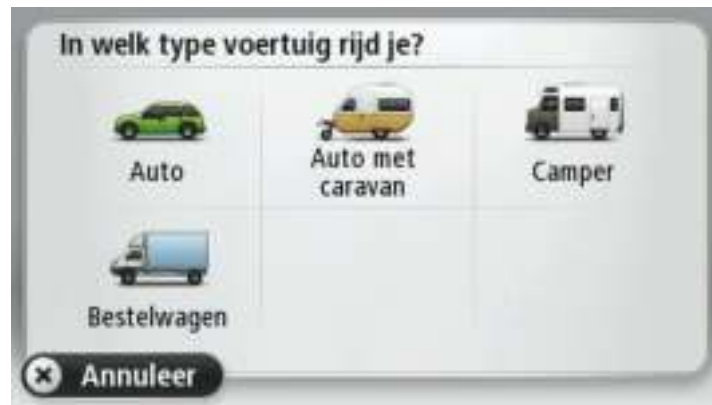 In welk type voertuig rijd je?
Auto
Auto met
caravan
Camper
Bestelwagen
Annuleer